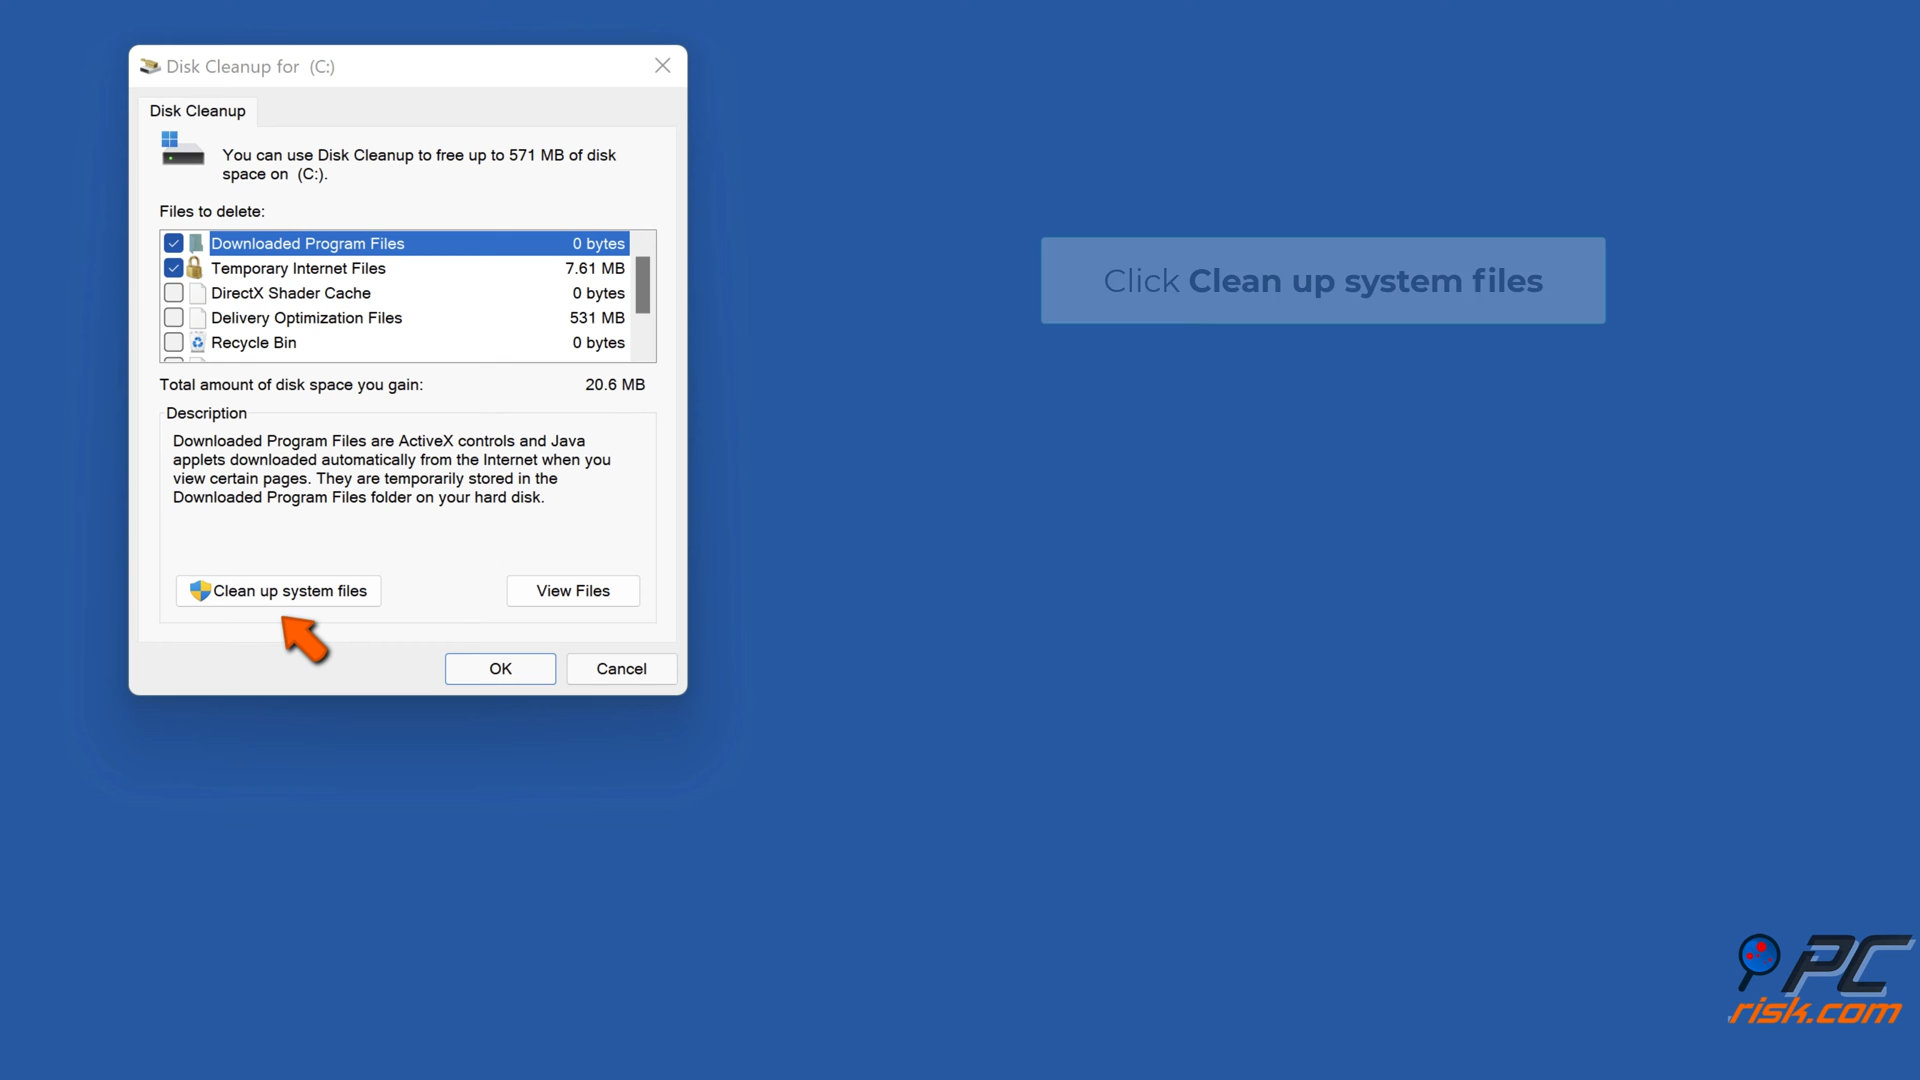 Disk Cleanup for (C:)
Disk Cleanup
You can use Disk Cleanup to free up to 571 MB of disk
space on (C:).
Files to delete:
Downloaded Program Files 0 bytes
Temporary Internet Files 7.61 MB
DirectX Shader Cache 0 bytes
Delivery Optimization Files 531 MB
Recycle Bin 0 bytes
Total amount of disk space you gain: 20.6 MB
Description
Downloaded Program Files are ActiveX controls and Java
applets downloaded automatically from the Internet when you
view certain pages. They are temporarily stored in the
Downloaded Program Files folder on your hard disk.
Clean up system files View Files
OK Cancel
Click Clean up system files
PC
risk.com